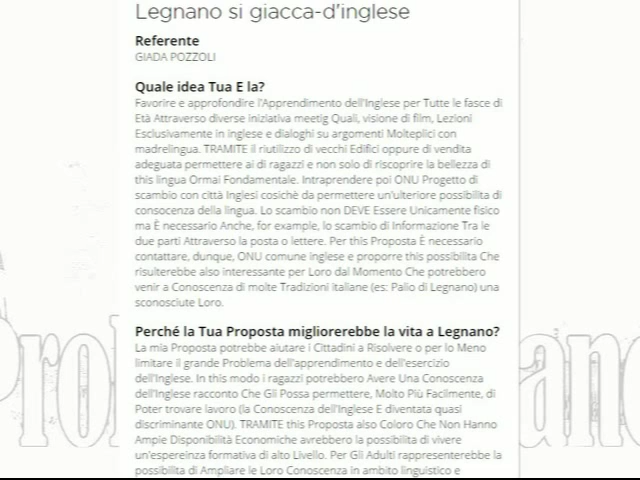 Legnano si giacca-d'inglese
Referente
GIADA POZZOLI
Quale idea Tua E la?
Favorire e approfondire l'Apprendimento dell'Inglese per Tutte le fasce di
Età Attraverso diverse iniziativa meetig Quali, visione di film, Lezioni
Esclusivamente in inglese e dialoghi su argomenti Molteplici con
madrelingua. TRAMITE il riutilizzo di vecchi Edifici oppure di vendita
adeguata permettere ai di ragazzi e non solo di riscoprire la bellezza di
this lingua Ormai Fondamentale. Intraprendere poi ONU Progetto di
scambio con città Inglesi cosichè da permettere un'ulteriore possibilita di
conoscenza della lingua. Lo scambio non DEVE Essere Unicamente fisico
ma È necessario Anche, for example, lo scambio di Informazione Tra le
due parti Attraverso la posta o lettere. Per this Proposta È necessario
contattare, dunque, ONU comune inglese e proporre this possibilita Che
risulterebbe also interessante per Loro dal Momento Che potrebbero
venir a Conoscenza di molte Tradizioni italiane (es: Palio di Legnano) una
sconosciute Loro.
Perché la Tua Proposta migliorerebbe la vita a Legnano?
La mia Proposta potrebbe aiutare i Cittadini a Risolvere o per lo Meno
limitare il grande Problema dell'apprendimento e dell'esercizio
dell'Inglese. In this modo i ragazzi potrebbero Avere Una Conoscenza
dell'Inglese racconto Che Gli Possa permettere, Molto Più Facilmente, di
Poter trovare lavoro (la Conoscenza dell'Inglese E diventata quasi
discriminante ONU). TRAMITE this Proposta also Coloro Che Non Hanno
Ampie Disponibilità Economiche avrebbero la possibilita di vivere
un'espereinza formativa di alto Livello. Per Gli Adulti rappresenterebbe la
possibilita di Ampliare le Loro Conoscenza in ambito linguistico e